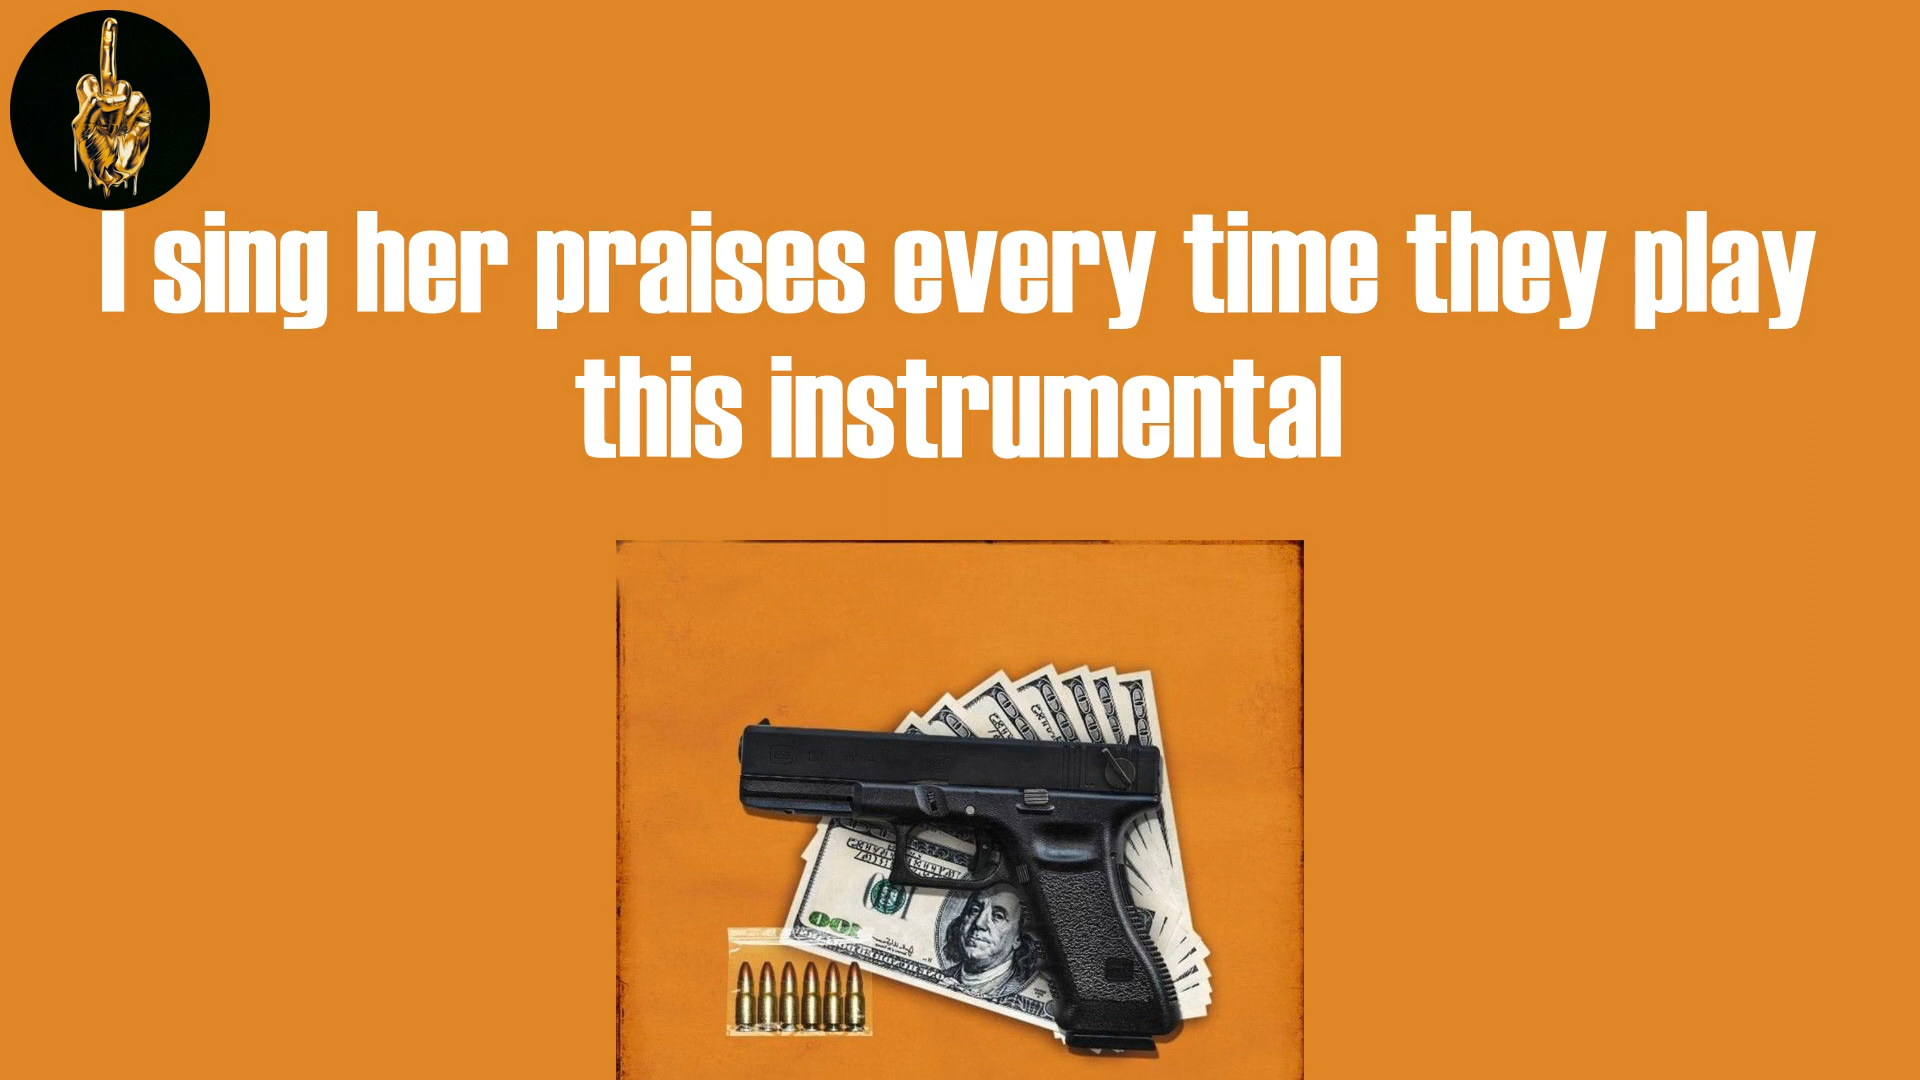 I sing her praises every time they play
this instrumental